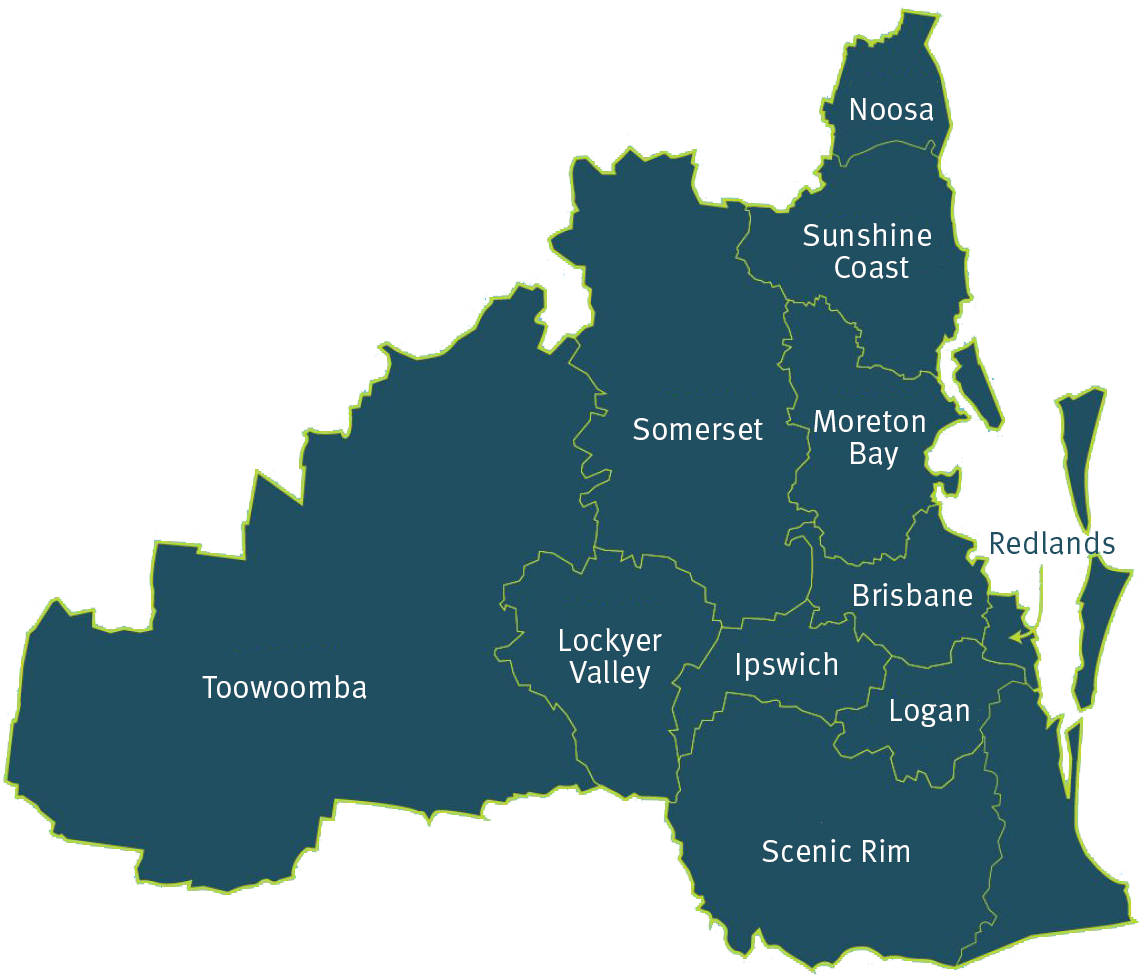 Noosa
Sunshine
Coast
Moreton
Bay
Somerset
Redlands
Brisbane
Lockyer
Valley
Ipswich
Toowoomba
Logan
Scenic Rim